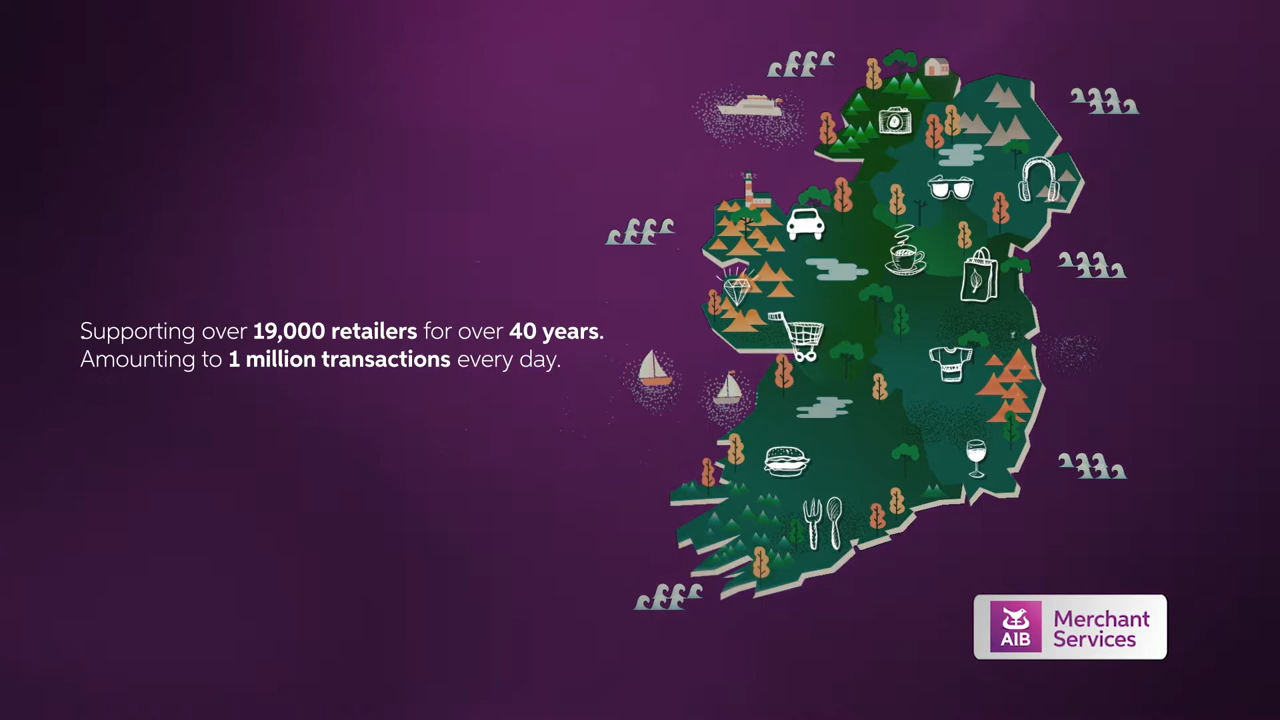 Supporting over 19,000 retailers for over 40 years.
Amounting to 1 million transactions every day.
AIB
Merchant
Services